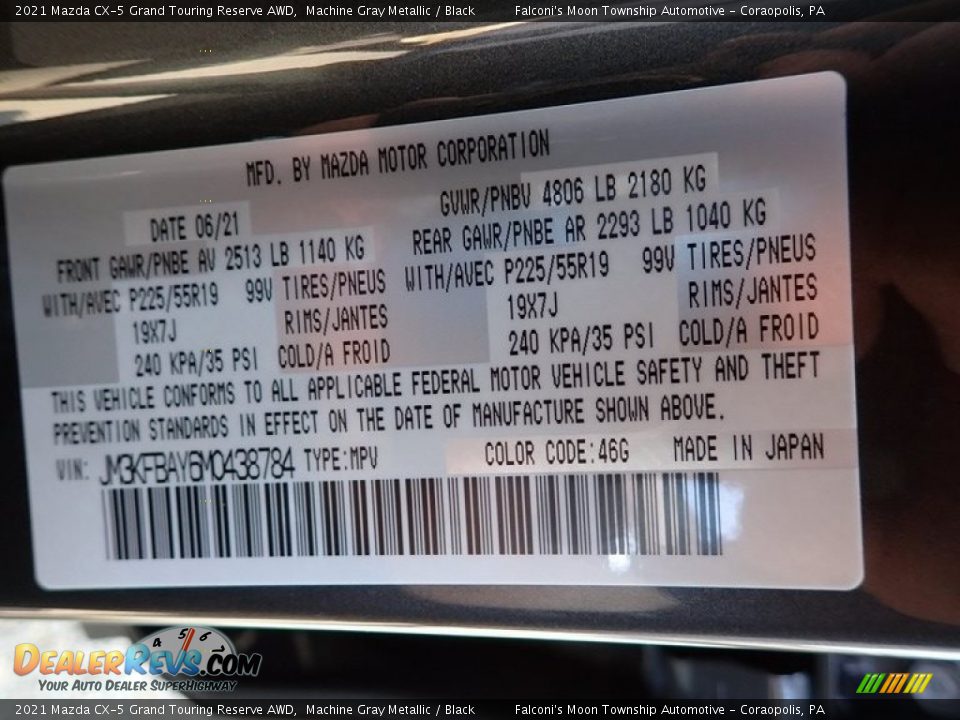 2021 Mazda CX-5 Grand Touring Reserve AWD, Machine Gray Metallic / Black Falconi's Moon Township Automotive - Coraopolis, PA
MFD. BY MAZDA MOTOR CORPORATION
DATE 06/21 GVWR/PNBV 4806 LB 2180 KG
FRONT GAWR/PNBE AV 2513 LB 1140 KG REAR GAWR/PNBE AR 2293 LB 1040 KG
WITH/AVEC P225/55R19 99V TIRES/PNEUS WITH/AVEC P225/55R19 99V TIRES/PNEUS
19X7J RIMS/JANTES 19X7J RIMS/JANTES
240 KPA/35 PSI COLD/A FROID 240 KPA/35 PSI COLD/A FROID
THIS VEHICLE CONFORMS TO ALL APPLICABLE FEDERAL MOTOR VEHICLE SAFETY AND THEFT
PREVENTION STANDARDS IN EFFECT ON THE DATE OF MANUFACTURE SHOWN ABOVE.
VIN: JM3KFBAY6M0438784 TYPE:MPV COLOR CODE:46G MADE IN JAPAN
4 5 6
DEALERREVS.COM
YOUR AUTO DEALER SUPERHIGHWAY
2021 Mazda CX-5 Grand Touring Reserve AWD, Machine Gray Metallic / Black Falconi's Moon Township Automotive - Coraopolis, PA